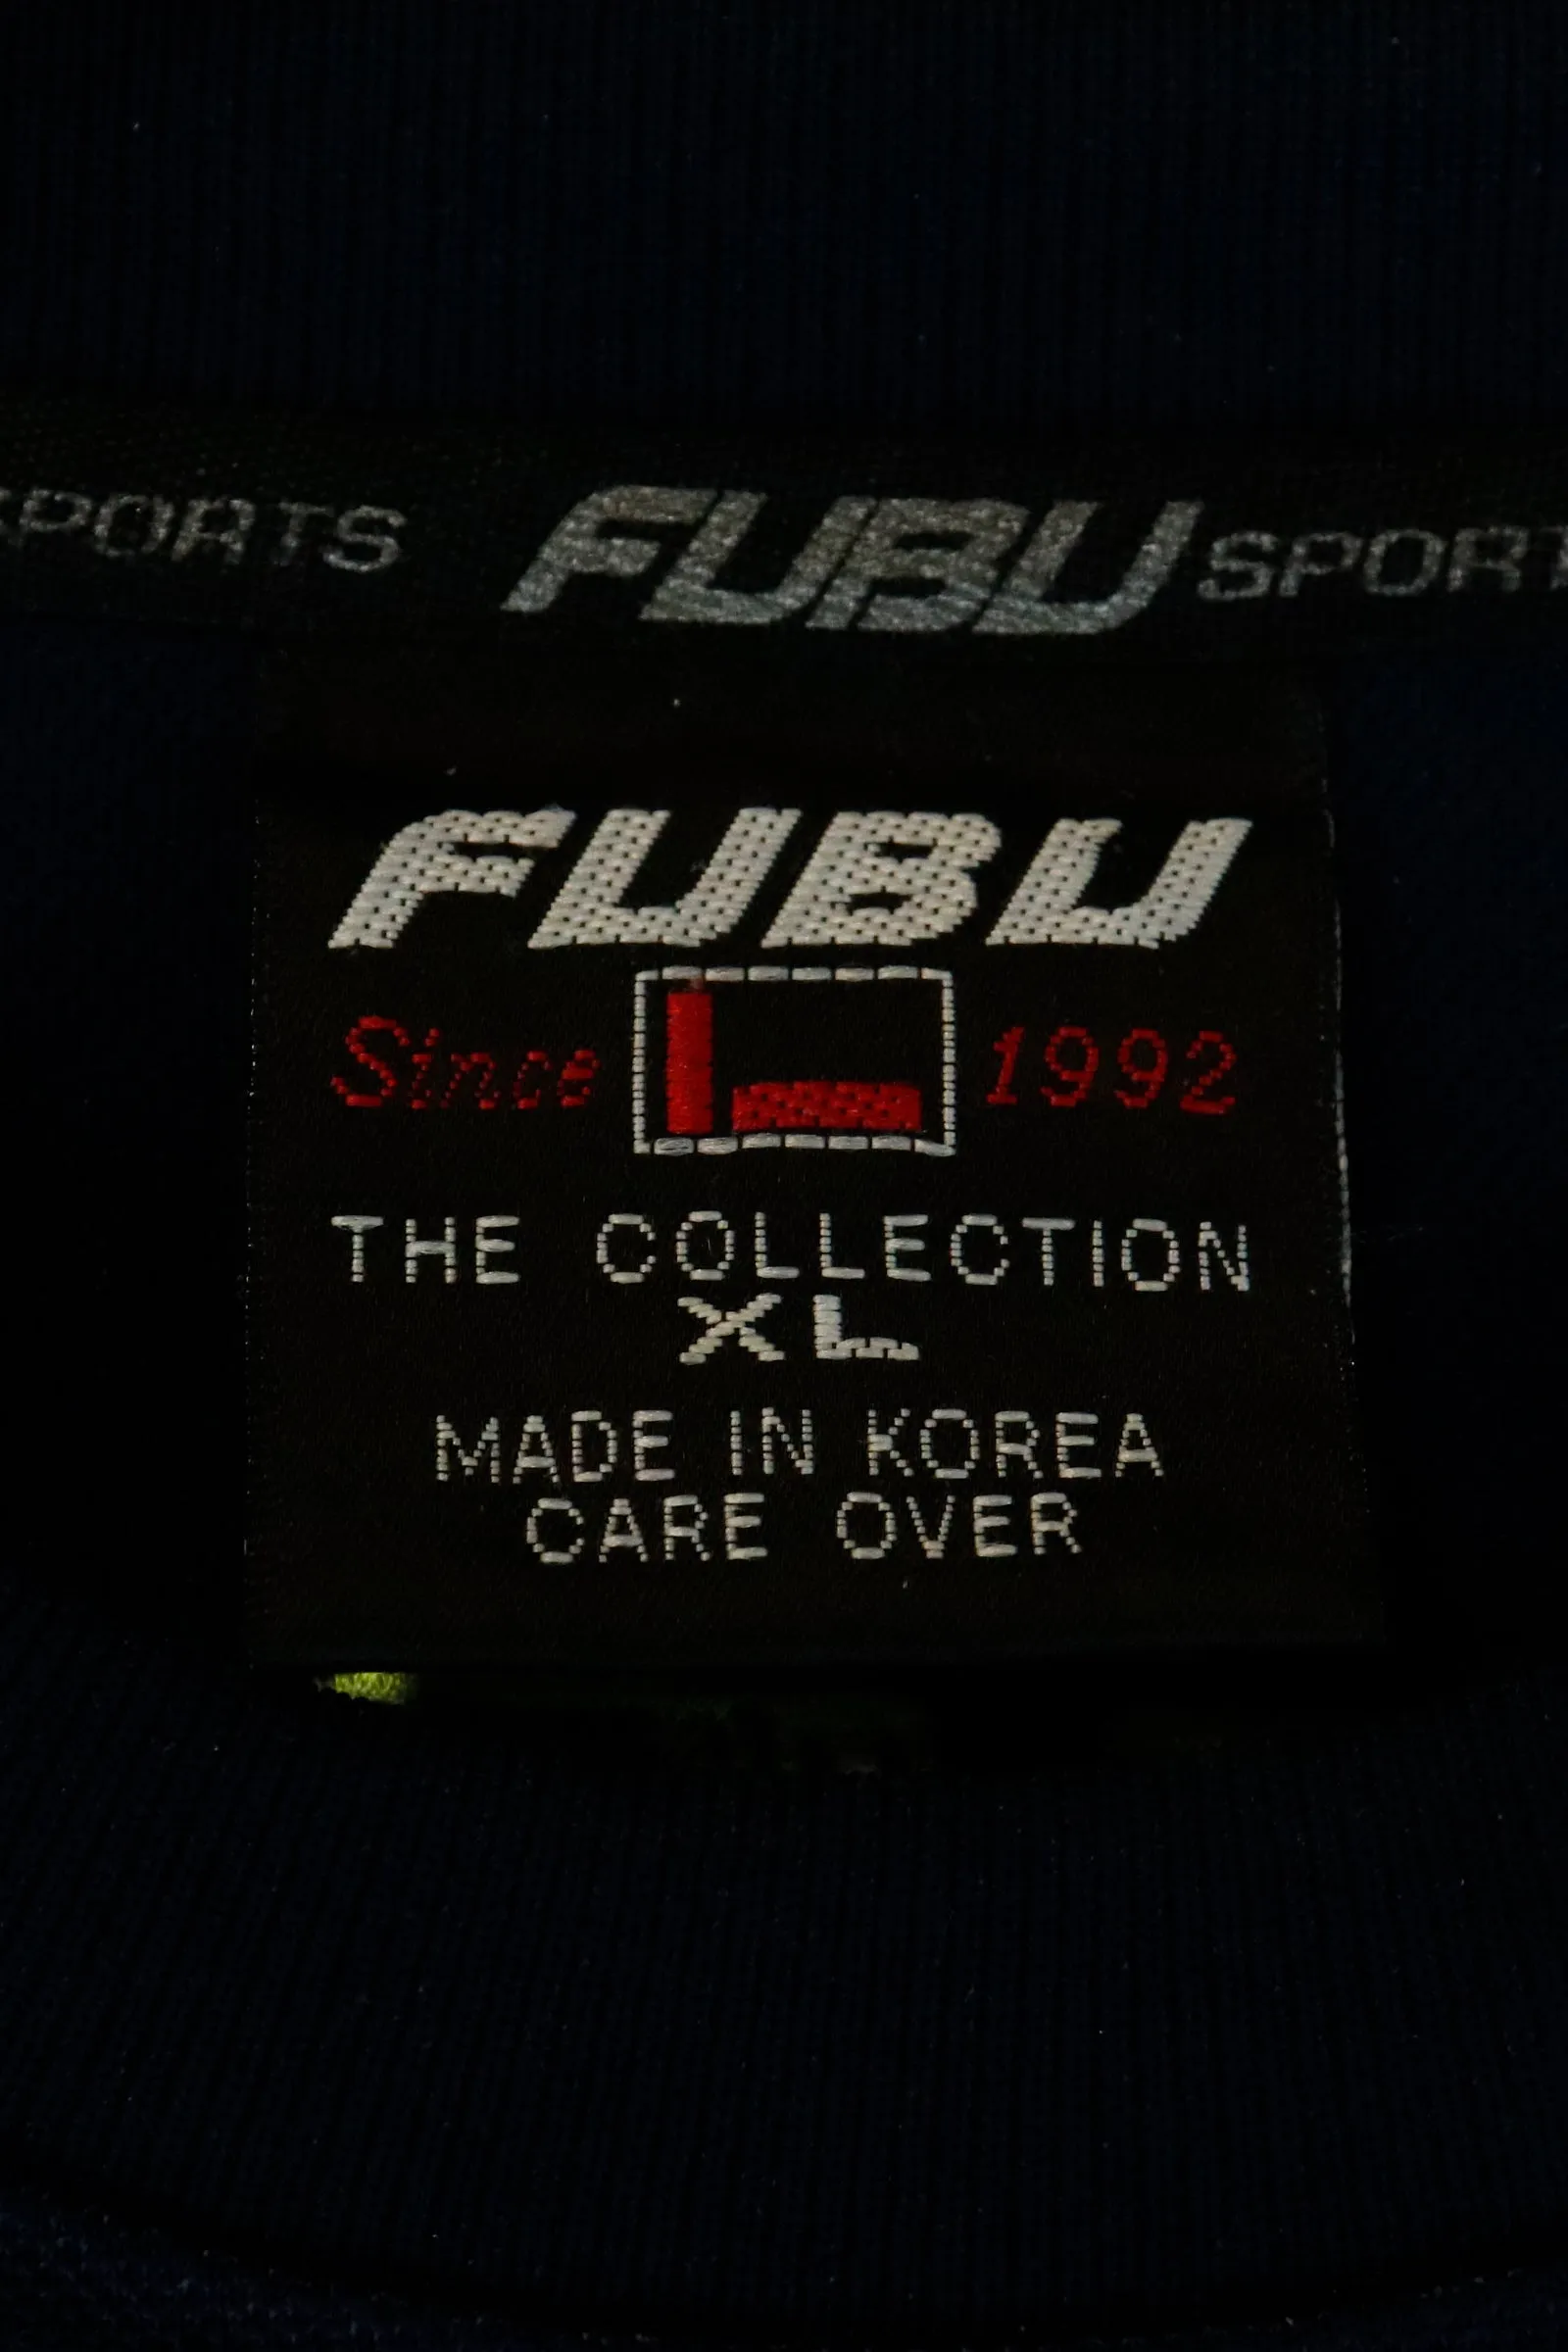 SPORTS FUBU SPORT
FUBU
Since 1992
THE COLLECTION
XL
MADE IN KOREA
CARE OVER